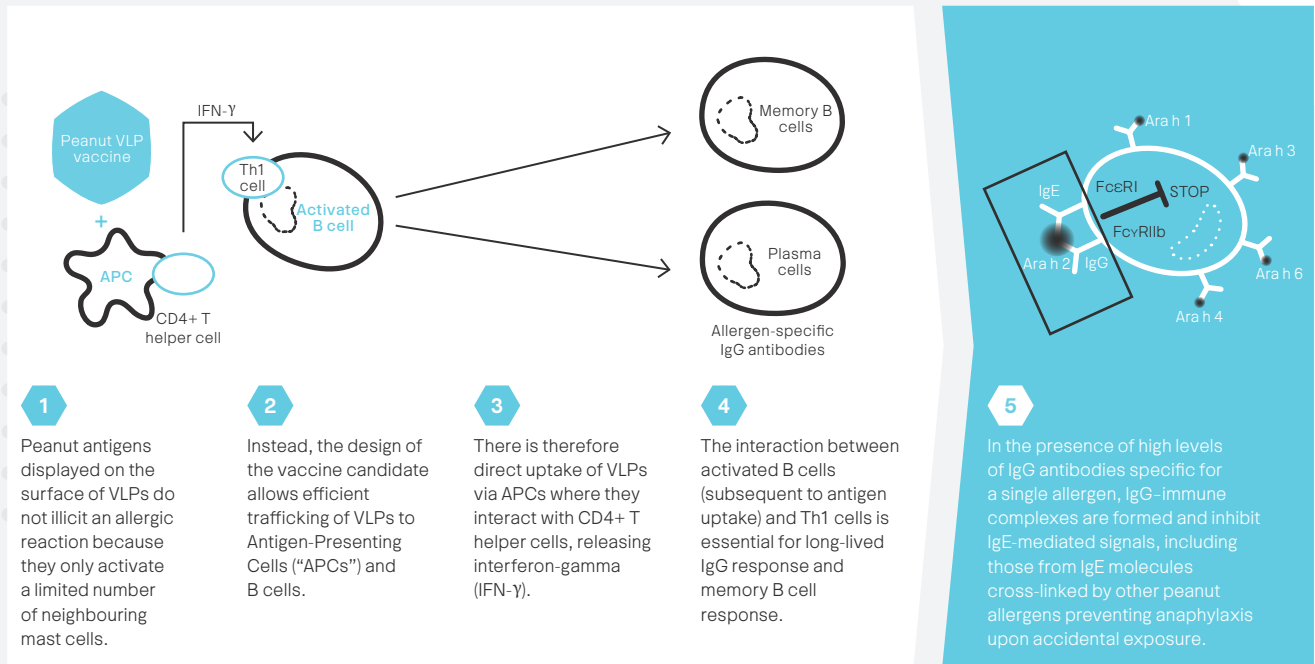 Peanut VLP
vaccine
+
APC
CD4+ T
helper cell
IFN-γ
Th1
cell
Activated
B cell
Memory B
cells
Plasma
cells
Allergen-specific
IgG antibodies
Ara h 1
Ara h 3
IgE
FcεRI
STOP
FcγRIIb
Ara h 2
IgG
Ara h 6
Ara h 4
1
Peanut antigens
displayed on the
surface of VLPs do
not illicit an allergic
reaction because
they only activate
a limited number
of neighbouring
mast cells.
2
Instead, the design of
the vaccine candidate
allows efficient
trafficking of VLPs to
Antigen-Presenting
Cells (“APCs”) and
B cells.
3
There is therefore
direct uptake of VLPs
via APCs where they
interact with CD4+ T
helper cells, releasing
interferon-gamma
(IFN-γ).
4
The interaction between
activated B cells
(subsequent to antigen
uptake) and Th1 cells is
essential for long-lived
IgG response and
memory B cell
response.
5
In the presence of high levels
of IgG antibodies specific for
a single allergen, IgG-immune
complexes are formed and inhibit
IgE-mediated signals, including
those from IgE molecules
cross-linked by other peanut
allergens preventing anaphylaxis
upon accidental exposure.